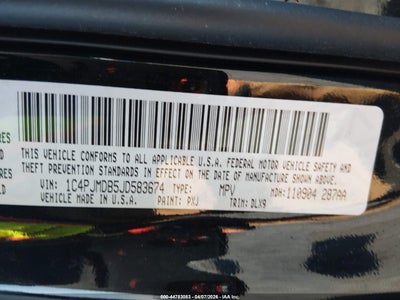 THIS VEHICLE CONFORMS TO ALL APPLICABLE U.S.A. FEDERAL MOTOR VEHICLE SAFETY AND
THEFT PREVENTION STANDARDS IN EFFECT ON THE DATE OF MANUFACTURE SHOWN ABOVE.
VIN: 1C4PJMDB5JD583674 TYPE: MPV MDH: 110904 287AA
VEHICLE MADE IN U.S.A. PAINT: PXJ TRIM: DLX9
000-44783083 - 04/07/2026 - IAA Inc.